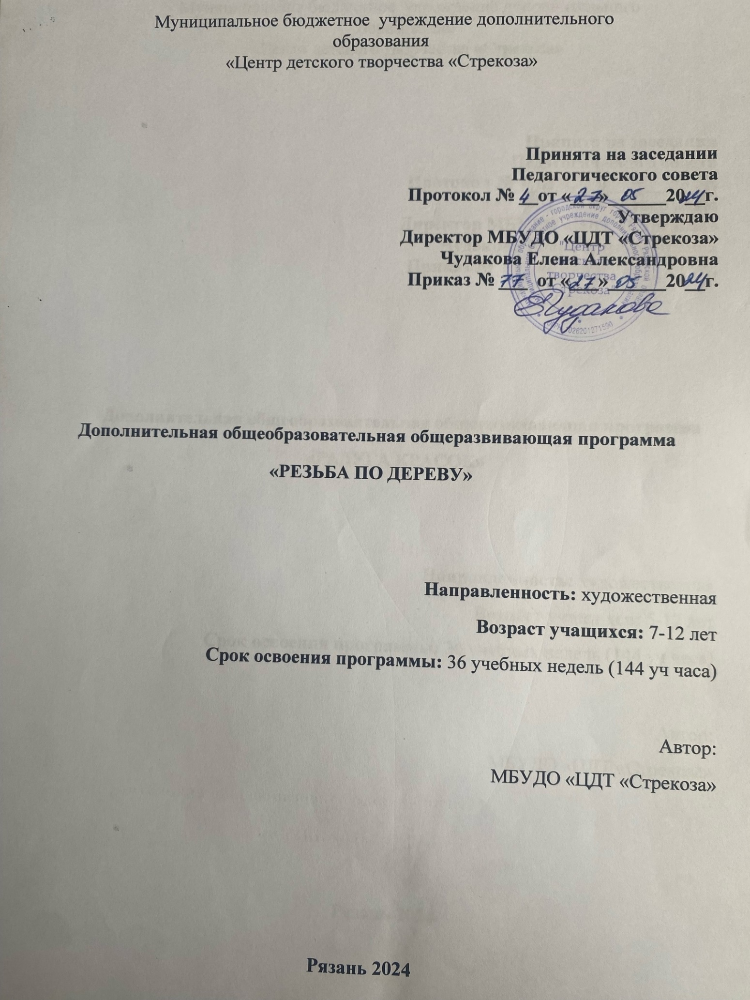 Муниципальное бюджетное учреждение дополнительного
образования
«Центр детского творчества «Стрекоза»
Принята на заседании
Педагогического совета
Протокол № 4 от «27» 05 2024г.
Утверждаю
Директор МБУДО «ЦДТ «Стрекоза»
Чудакова Елена Александровна
Приказ № 77 от «27» 05 2024г.
"Центр
творчества
"Стрекоза"
Дополнительная общеобразовательная общеразвивающая программа
«РЕЗЬБА ПО ДЕРЕВУ»
Направленность: художественная
Возраст учащихся: 7-12 лет
Срок освоения программы: 36 учебных недель (144 уч часа)
Автор:
МБУДО «ЦДТ «Стрекоза»
Рязань 2024